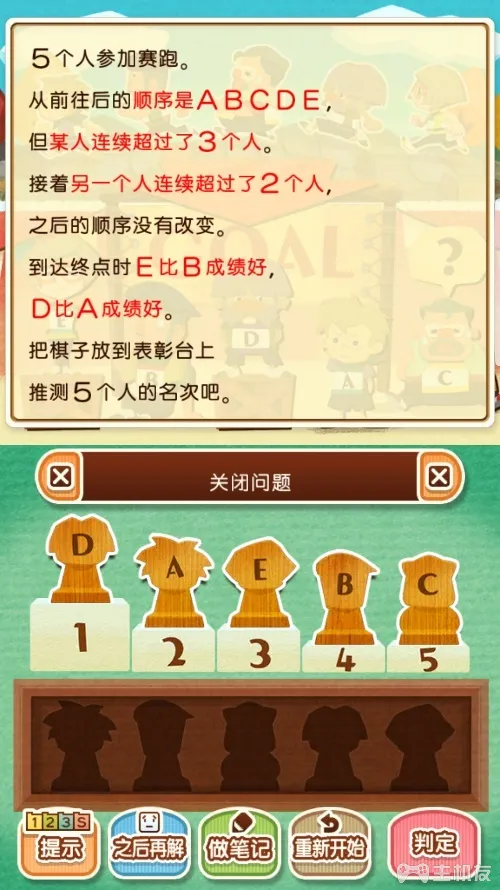 5个人参加赛跑。
从前往后的顺序是ABCDE，
但某人连续超过了3个人。
接着另一个人连续超过了2个人，
之后的顺序没有改变。
到达终点时E比B成绩好，
D比A成绩好。
把棋子放到表彰台上
推测5个人的名次吧。
GOAL
?
E B D A C
关闭问题
D A E B C
1 2 3 4 5
123S
提示 之后再解 做笔记 重新开始 判定
主机友